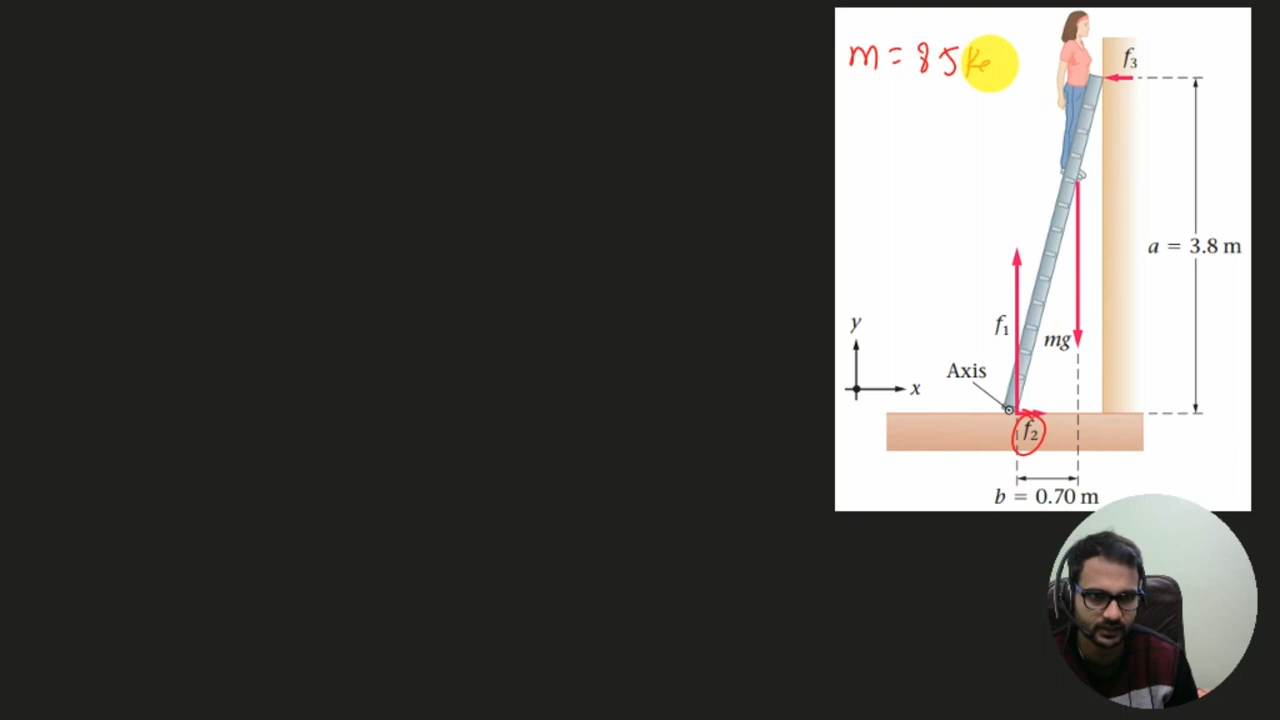 m = 85 kg
f₃
a = 3.8 m
f₁
mg
y
x
Axis
f₂
b = 0.70 m